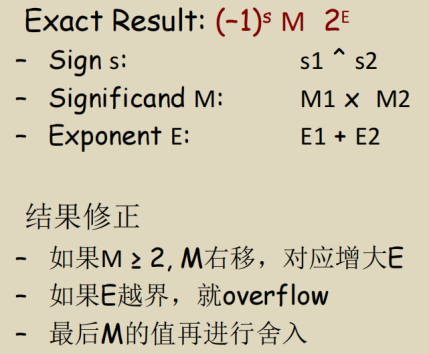 Exact Result: (-1)ˢ M 2ᴱ
- Sign s: s1 ^ s2
- Significand M: M1 x M2
- Exponent E: E1 + E2
结果修正
- 如果M ≥ 2, M右移，对应增大E
- 如果E越界，就overflow
- 最后M的值再进行舍入